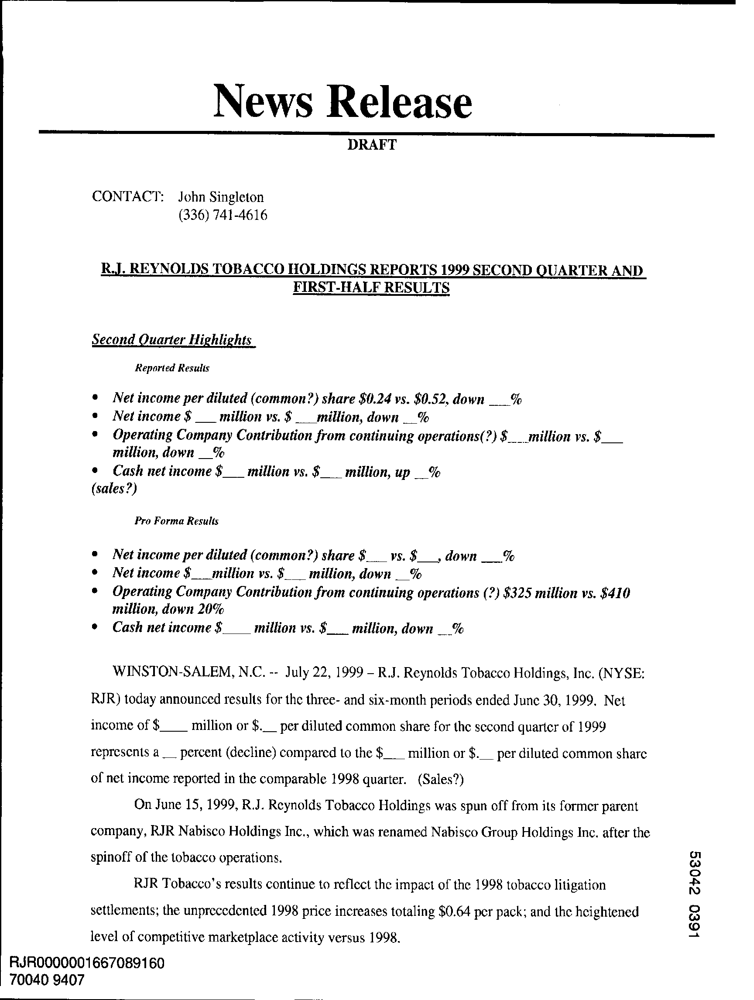 News Release
DRAFT
CONTACT: John Singleton
(336) 741-4616
R.J. REYNOLDS TOBACCO HOLDINGS REPORTS 1999 SECOND QUARTER AND
FIRST-HALF RESULTS
Second Quarter Highlights
Reported Results
• Net income per diluted (common?) share $0.24 vs. $0.52, down ___%
• Net income $ ___ million vs. $ ___million, down __%
• Operating Company Contribution from continuing operations(?) $___million vs. $___
million, down __%
• Cash net income $___ million vs. $___ million, up __%
(sales?)
Pro Forma Results
• Net income per diluted (common?) share $___ vs. $___, down ___%
• Net income $___million vs. $___ million, down __%
• Operating Company Contribution from continuing operations (?) $325 million vs. $410
million, down 20%
• Cash net income $____ million vs. $___ million, down __%
WINSTON-SALEM, N.C. -- July 22, 1999 – R.J. Reynolds Tobacco Holdings, Inc. (NYSE:
RJR) today announced results for the three- and six-month periods ended June 30, 1999. Net
income of $____ million or $.__ per diluted common share for the second quarter of 1999
represents a __ percent (decline) compared to the $___ million or $.__ per diluted common share
of net income reported in the comparable 1998 quarter. (Sales?)
On June 15, 1999, R.J. Reynolds Tobacco Holdings was spun off from its former parent
company, RJR Nabisco Holdings Inc., which was renamed Nabisco Group Holdings Inc. after the
spinoff of the tobacco operations.
RJR Tobacco's results continue to reflect the impact of the 1998 tobacco litigation
settlements; the unprecedented 1998 price increases totaling $0.64 per pack; and the heightened
level of competitive marketplace activity versus 1998.
53042 0391
RJR0000001667089160
70040 9407